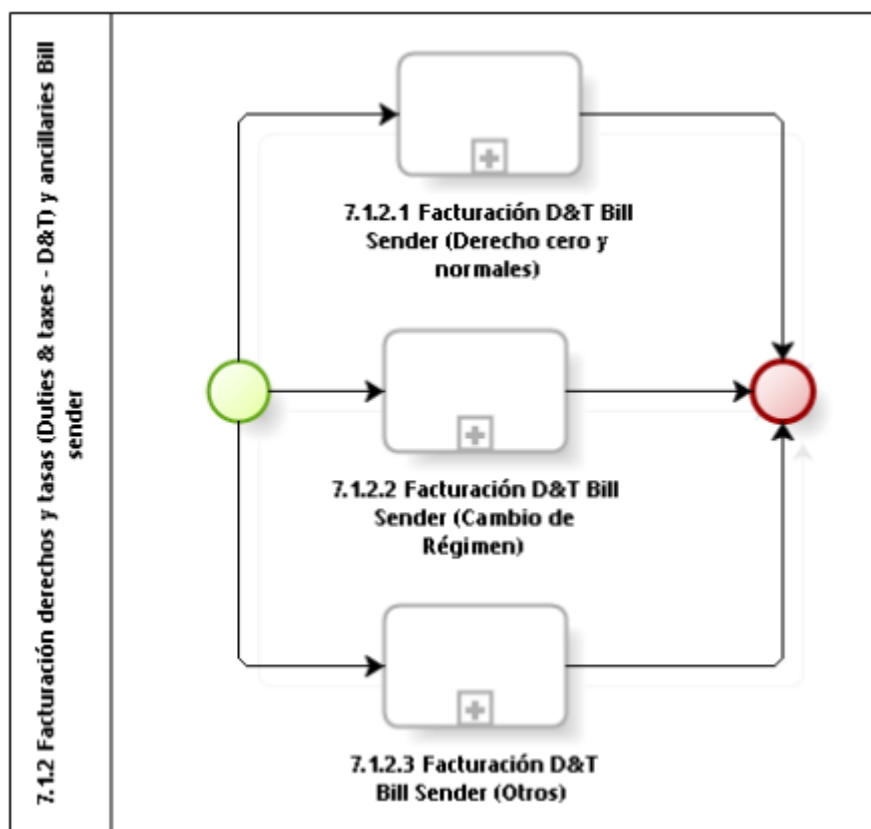 7.1.2 Facturación derechos y tasas (Duties & taxes - D&T) y ancillaries Bill
sender
7.1.2.1 Facturación D&T Bill
Sender (Derecho cero y
normales)
7.1.2.2 Facturación D&T Bill
Sender (Cambio de
Régimen)
7.1.2.3 Facturación D&T
Bill Sender (Otros)